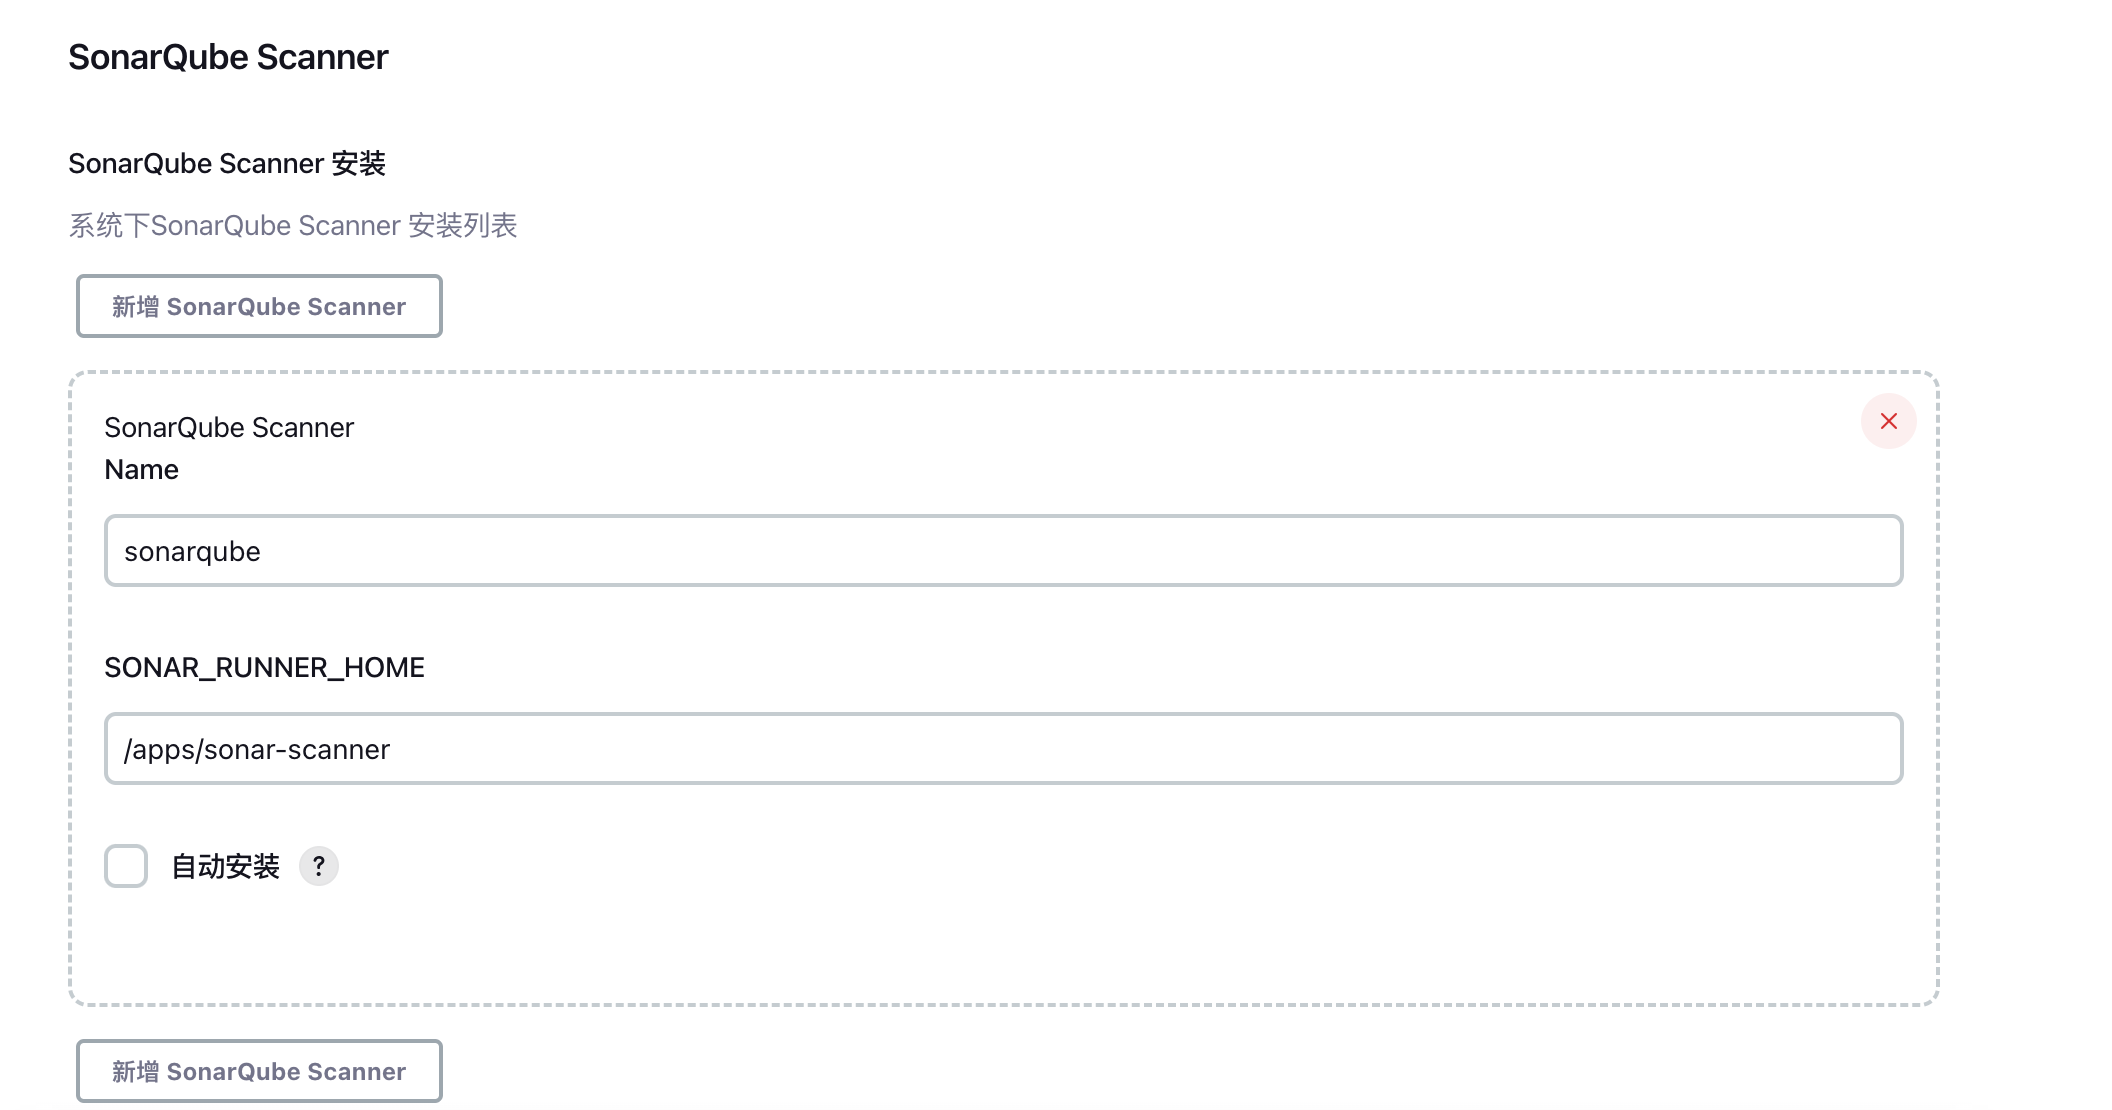 SonarQube Scanner
SonarQube Scanner 安装
系统下SonarQube Scanner 安装列表
新增 SonarQube Scanner
SonarQube Scanner
Name
sonarqube
SONAR_RUNNER_HOME
/apps/sonar-scanner
自动安装 ?
新增 SonarQube Scanner